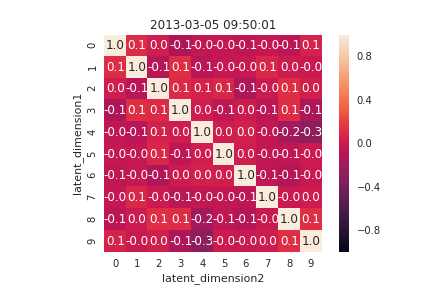 2013-03-05 09:50:01
latent_dimension1
0 1.0 0.1 0.0 -0.1 -0.0 -0.0 -0.1 -0.0 -0.1 0.1
1 0.1 1.0 -0.1 0.1 -0.1 -0.0 -0.0 0.1 -0.0 -0.0
2 0.0 -0.1 1.0 0.1 0.1 0.1 -0.1 -0.0 0.1 0.0
3 -0.1 0.1 0.1 1.0 0.0 -0.1 0.0 -0.1 0.1 -0.1
4 -0.0 -0.1 0.1 0.0 1.0 0.0 0.0 -0.0 -0.2 -0.3
5 -0.0 -0.0 0.1 -0.1 0.0 1.0 0.0 -0.0 -0.1 -0.0
6 -0.1 -0.0 -0.1 0.0 0.0 0.0 1.0 -0.1 -0.1 -0.0
7 -0.0 0.1 -0.0 -0.1 -0.0 -0.0 -0.1 1.0 -0.0 0.0
8 -0.1 -0.0 0.1 0.1 -0.2 -0.1 -0.1 -0.0 1.0 0.1
9 0.1 -0.0 0.0 -0.1 -0.3 -0.0 -0.0 0.0 0.1 1.0
0 1 2 3 4 5 6 7 8 9
latent_dimension2
0.8
0.4
0.0
-0.4
-0.8